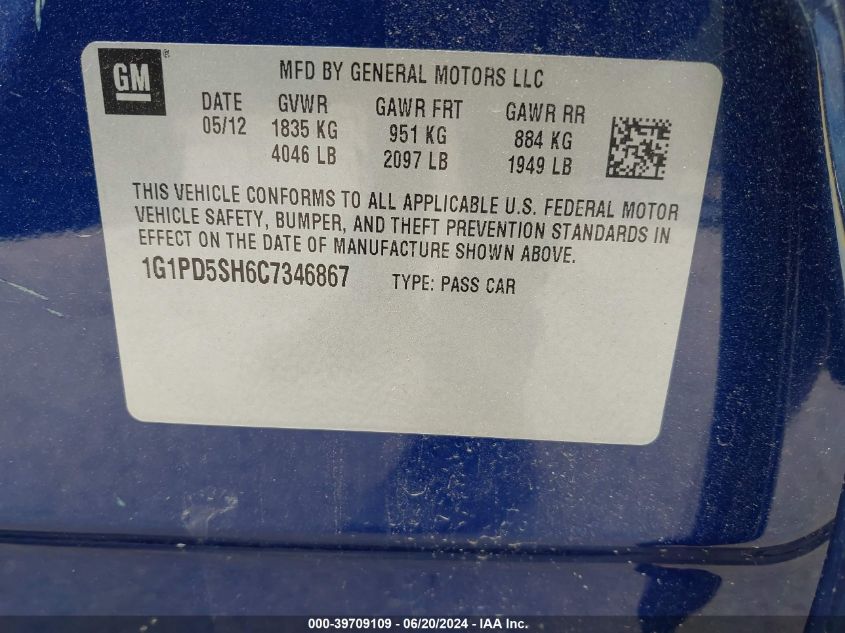 GM ®
MFD BY GENERAL MOTORS LLC
DATE GVWR GAWR FRT GAWR RR
05/12 1835 KG 951 KG 884 KG
4046 LB 2097 LB 1949 LB
THIS VEHICLE CONFORMS TO ALL APPLICABLE U.S. FEDERAL MOTOR
VEHICLE SAFETY, BUMPER, AND THEFT PREVENTION STANDARDS IN
EFFECT ON THE DATE OF MANUFACTURE SHOWN ABOVE.
1G1PD5SH6C7346867 TYPE: PASS CAR
000-39709109 - 06/20/2024 - IAA Inc.